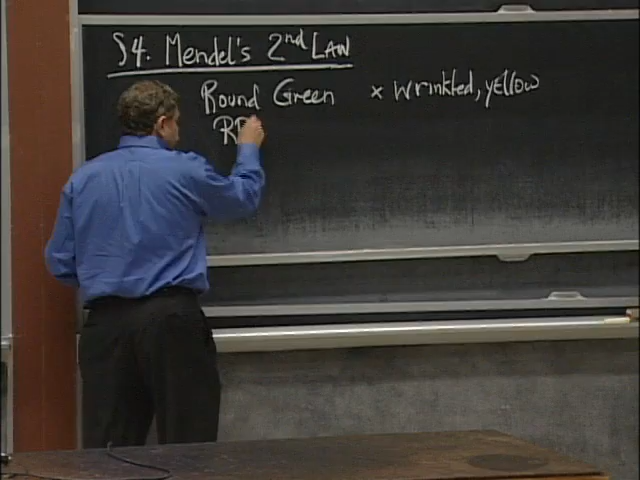 §4. Mendel's 2nd Law
Round Green × wrinkled, yellow
RR